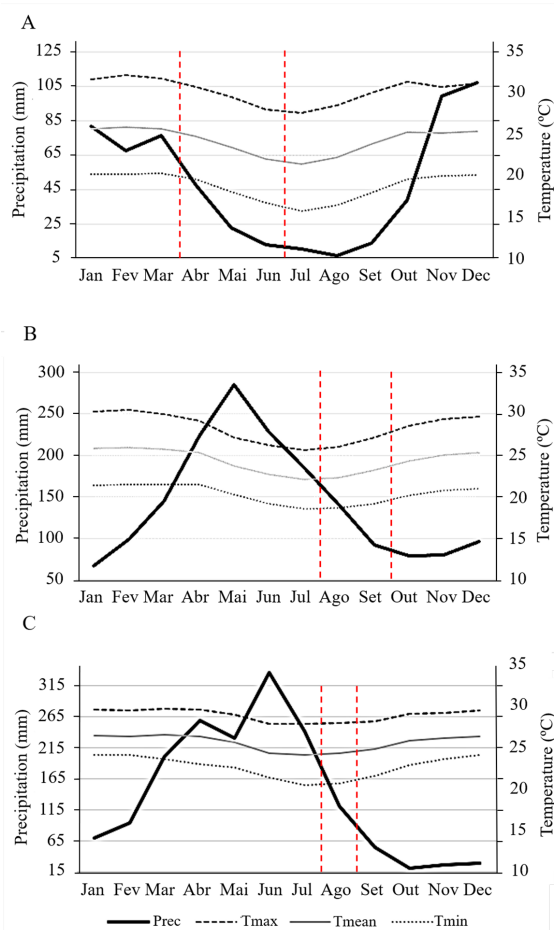 A
125 105 85 65 45 25 5
Precipitation (mm)
35 30 25 20 15 10
Temperature (ºC)
Jan Fev Mar Abr Mai Jun Jul Ago Set Out Nov Dec
B
300 250 200 150 100 50
Precipitation (mm)
35 30 25 20 15 10
Temperature (ºC)
Jan Fev Mar Abr Mai Jun Jul Ago Set Out Nov Dec
C
315 265 215 165 115 65 15
Precipitation (mm)
35 30 25 20 15 10
Temperature (ºC)
Jan Fev Mar Abr Mai Jun Jul Ago Set Out Nov Dec
Prec Tmax Tmean Tmin